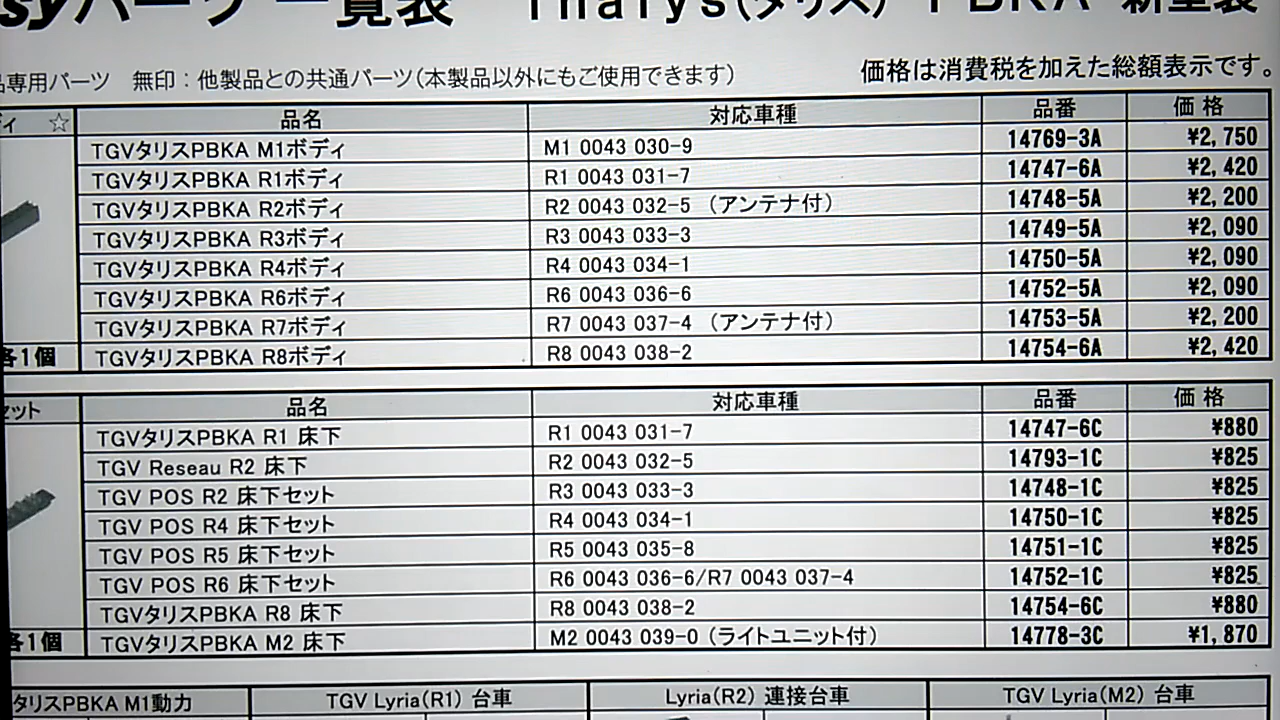 syパーツ 一覧表 Thalys(タリス) PBKA 新塗装
品専用パーツ 無印：他製品との共通パーツ(本製品以外にもご使用できます)
価格は消費税を加えた総額表示です。
ディ ☆ 品名 対応車種 品番 価格
TGVタリスPBKA M1ボディ M1 0043 030-9 14769-3A ¥2,750
TGVタリスPBKA R1ボディ R1 0043 031-7 14747-6A ¥2,420
TGVタリスPBKA R2ボディ R2 0043 032-5 (アンテナ付) 14748-5A ¥2,200
TGVタリスPBKA R3ボディ R3 0043 033-3 14749-5A ¥2,090
TGVタリスPBKA R4ボディ R4 0043 034-1 14750-5A ¥2,090
TGVタリスPBKA R6ボディ R6 0043 036-6 14752-5A ¥2,090
TGVタリスPBKA R7ボディ R7 0043 037-4 (アンテナ付) 14753-5A ¥2,200
各1個 TGVタリスPBKA R8ボディ R8 0043 038-2 14754-6A ¥2,420
セット 品名 対応車種 品番 価格
TGVタリスPBKA R1 床下 R1 0043 031-7 14747-6C ¥880
TGV Reseau R2 床下 R2 0043 032-5 14793-1C ¥825
TGV POS R2 床下セット R3 0043 033-3 14748-1C ¥825
TGV POS R4 床下セット R4 0043 034-1 14750-1C ¥825
TGV POS R5 床下セット R5 0043 035-8 14751-1C ¥825
TGV POS R6 床下セット R6 0043 036-6/R7 0043 037-4 14752-1C ¥825
TGVタリスPBKA R8 床下 R8 0043 038-2 14754-6C ¥880
各1個 TGVタリスPBKA M2 床下 M2 0043 039-0 (ライトユニット付) 14778-3C ¥1,870
タリスPBKA M1動力 TGV Lyria(R1) 台車 Lyria(R2) 連接台車 TGV Lyria(M2) 台車